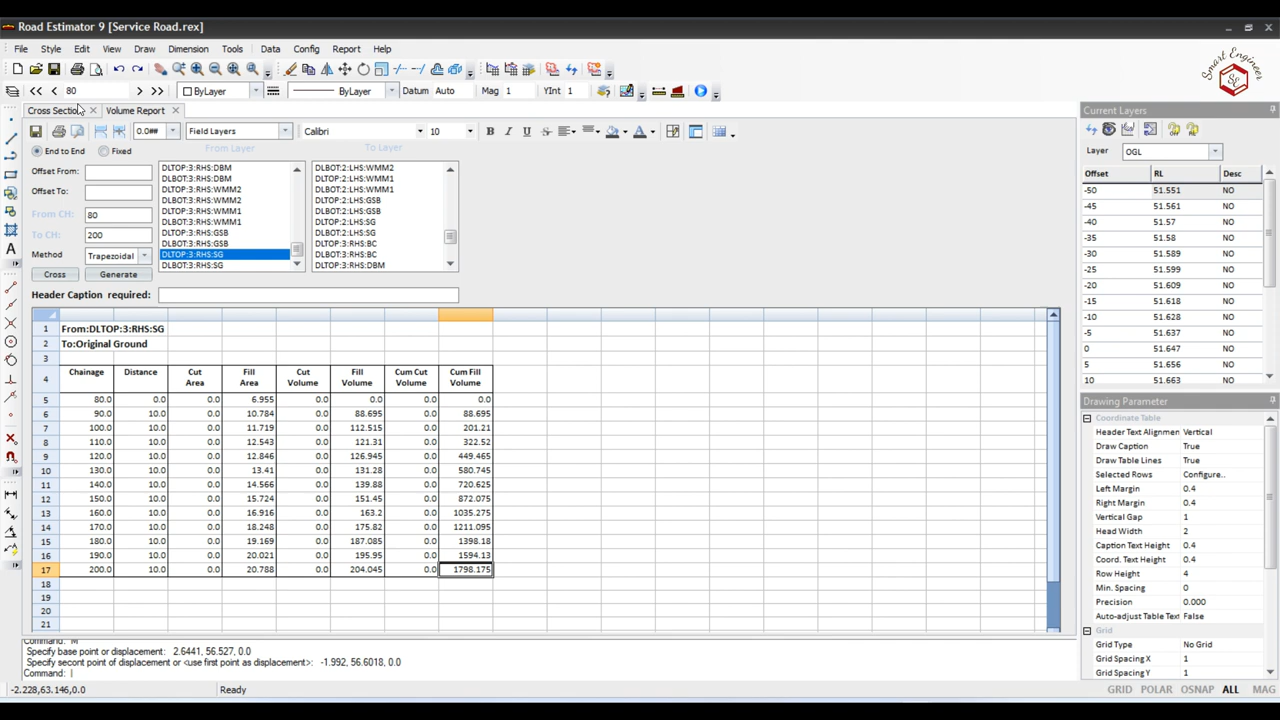 Road Estimator 9 [Service Road.rex]
File Style Edit View Draw Dimension Tools Data Config Report Help
Smart Engineer
80 ByLayer ByLayer Datum Auto Mag 1 YInt 1
Cross Section Volume Report
0.0## Field Layers Calibri 10 B I U
End to End Fixed From Layer To Layer
Offset From:
Offset To:
From CH: 80
To CH: 200
Method Trapezoidal
Cross Generate
DLTOP:3:RHS:DBM
DLBOT:3:RHS:DBM
DLTOP:3:RHS:WMM2
DLBOT:3:RHS:WMM2
DLTOP:3:RHS:WMM1
DLBOT:3:RHS:WMM1
DLTOP:3:RHS:GSB
DLBOT:3:RHS:GSB
DLTOP:3:RHS:SG
DLBOT:3:RHS:SG
DLBOT:2:LHS:WMM2
DLTOP:2:LHS:WMM1
DLBOT:2:LHS:WMM1
DLTOP:2:LHS:GSB
DLBOT:2:LHS:GSB
DLTOP:2:LHS:SG
DLBOT:2:LHS:SG
DLTOP:3:RHS:BC
DLBOT:3:RHS:BC
DLTOP:3:RHS:DBM
Header Caption required:
1 From:DLTOP:3:RHS:SG
2 To:Original Ground
3
4 Chainage Distance Cut Area Fill Area Cut Volume Fill Volume Cum Cut Volume Cum Fill Volume
5 80.0 0.0 0.0 6.955 0.0 0.0 0.0 0.0
6 90.0 10.0 0.0 10.784 0.0 88.695 0.0 88.695
7 100.0 10.0 0.0 11.719 0.0 112.515 0.0 201.21
8 110.0 10.0 0.0 12.543 0.0 121.31 0.0 322.52
9 120.0 10.0 0.0 12.846 0.0 126.945 0.0 449.465
10 130.0 10.0 0.0 13.41 0.0 131.28 0.0 580.745
11 140.0 10.0 0.0 14.566 0.0 139.88 0.0 720.625
12 150.0 10.0 0.0 15.724 0.0 151.45 0.0 872.075
13 160.0 10.0 0.0 16.916 0.0 163.2 0.0 1035.275
14 170.0 10.0 0.0 18.248 0.0 175.82 0.0 1211.095
15 180.0 10.0 0.0 19.169 0.0 187.085 0.0 1398.18
16 190.0 10.0 0.0 20.021 0.0 195.95 0.0 1594.13
17 200.0 10.0 0.0 20.788 0.0 204.045 0.0 1798.175
18
19
20
21
Command: M
Specify base point or displacement: 2.6441, 56.527, 0.0
Specify second point of displacement or <use first point as displacement>: -1.992, 56.6018, 0.0
Command:
-2.228,63.146,0.0 Ready GRID POLAR OSNAP ALL MAG
Current Layers
Layer OGL
Offset RL Desc
-50 51.551 NO
-45 51.561 NO
-40 51.57 NO
-35 51.58 NO
-30 51.589 NO
-25 51.599 NO
-20 51.609 NO
-15 51.618 NO
-10 51.628 NO
-5 51.637 NO
0 51.647 NO
5 51.656 NO
10 51.663 NO
Drawing Parameter
Coordinate Table
Header Text Alignmen Vertical
Draw Caption True
Draw Table Lines True
Selected Rows Configure..
Left Margin 0.4
Right Margin 0.4
Vertical Gap 1
Head Width 2
Caption Text Height 0.4
Coord. Text Height 0.4
Row Height 4
Min. Spacing 0
Precision 0.000
Auto-adjust Table Text False
Grid
Grid Type No Grid
Grid Spacing X 1
Grid Spacing Y 1